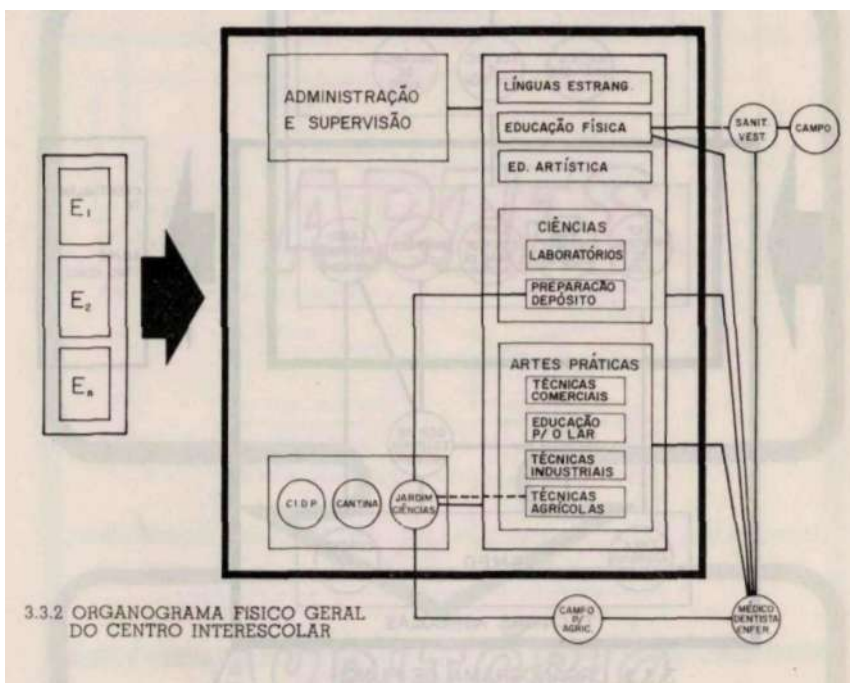 E₁
E₂
Eₙ
ADMINISTRAÇÃO
E SUPERVISÃO
LÍNGUAS ESTRANG.
EDUCAÇÃO FÍSICA
ED. ARTÍSTICA
CIÊNCIAS
LABORATÓRIOS
PREPARAÇÃO
DEPÓSITO
ARTES PRÁTICAS
TÉCNICAS
COMERCIAIS
EDUCAÇÃO
P/ O LAR
TÉCNICAS
INDUSTRIAIS
TÉCNICAS
AGRÍCOLAS
SANIT.
VEST.
CAMPO
CIDP
CANTINA
JARDIM
CIÊNCIAS
CAMPO
P/
AGRIC.
MÉDICO
DENTISTA
ENFER.
3.3.2 ORGANOGRAMA FISICO GERAL
DO CENTRO INTERESCOLAR